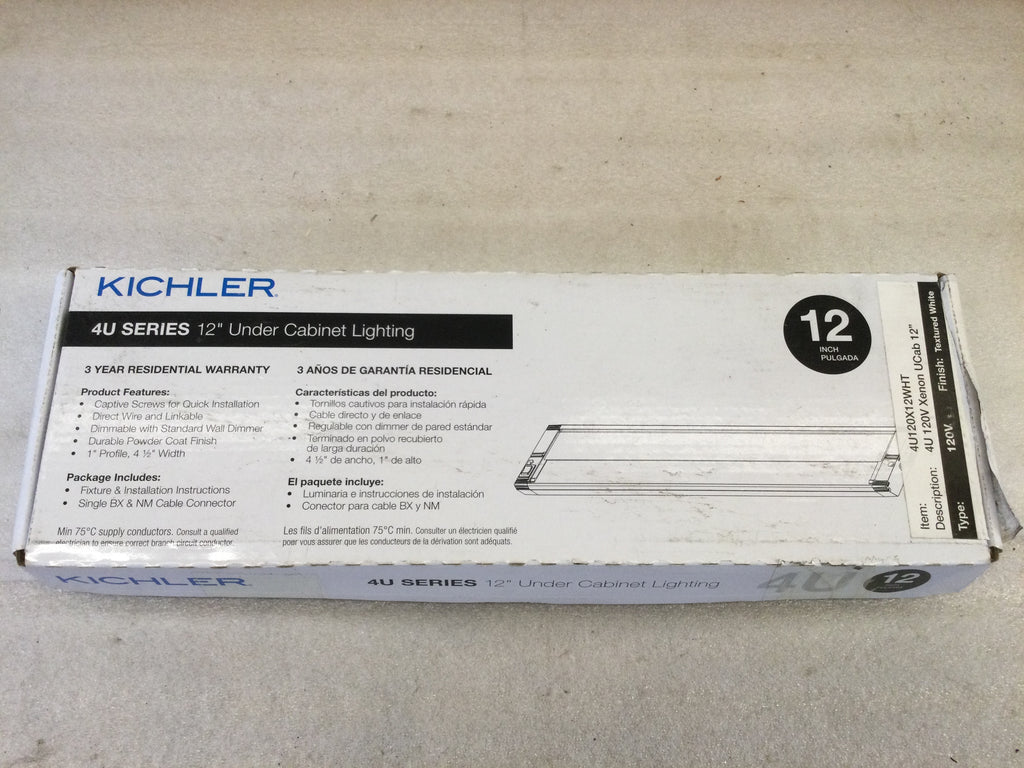 KICHLER
4U SERIES 12" Under Cabinet Lighting
3 YEAR RESIDENTIAL WARRANTY
Product Features:
• Captive Screws for Quick Installation
• Direct Wire and Linkable
• Dimmable with Standard Wall Dimmer
• Durable Powder Coat Finish
• 1" Profile, 4 ½" Width
Package Includes:
• Fixture & Installation Instructions
• Single BX & NM Cable Connector
Min 75°C supply conductors. Consult a qualified
electrician to ensure correct branch circuit conductor.
3 AÑOS DE GARANTÍA RESIDENCIAL
Características del producto:
• Tornillos cautivos para instalación rápida
• Cable directo y de enlace
• Regulable con dimmer de pared estándar
• Terminado en polvo recubierto
de larga duración
• 4 ½" de ancho, 1" de alto
El paquete incluye:
• Luminaria e instrucciones de instalación
• Conector para cable BX y NM
Les fils d'alimentation 75°C min. Consulter un électricien qualifié
pour vous assurer que les conducteurs de la dérivation sont adéquats.
12
INCH
PULGADA
Item: 4U120X12WHT
Description: 4U 120V Xenon UCab 12"
Type: 120V Finish: Textured White
KICHLER
4U SERIES 12" Under Cabinet Lighting
4U
12